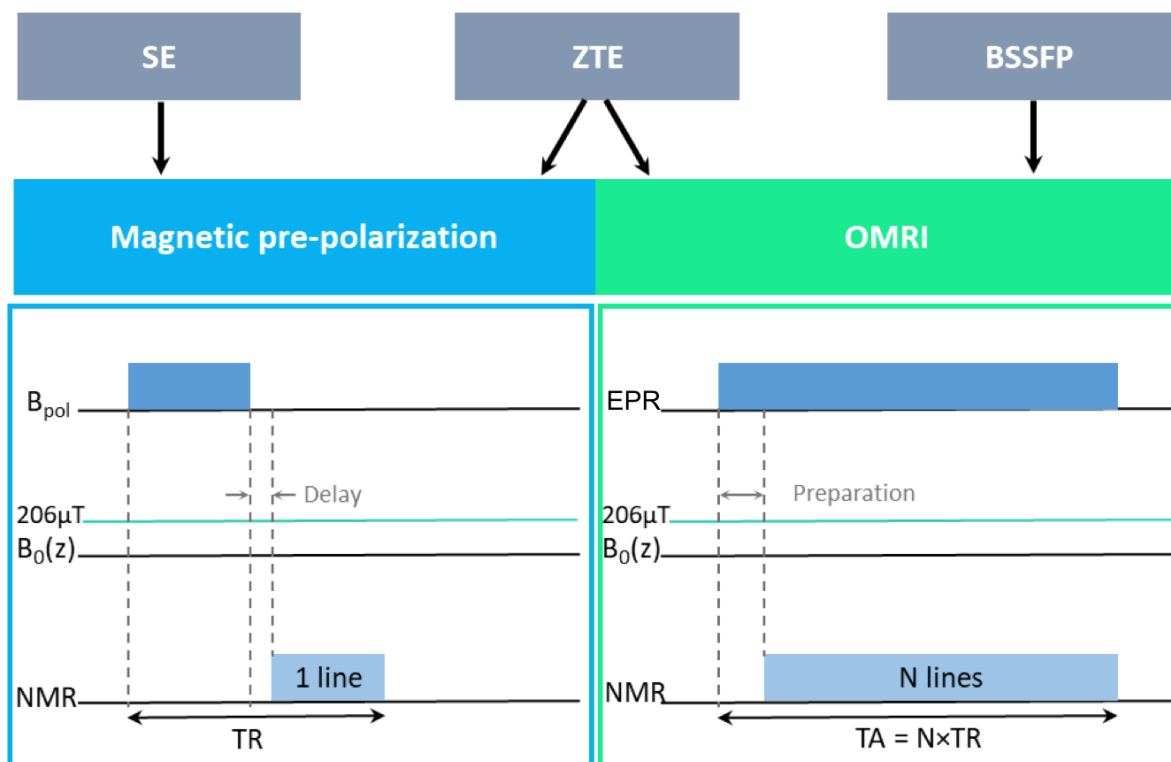 SE
ZTE
BSSFP
Magnetic pre-polarization
OMRI
Bpol
Delay
206μT
B0(z)
1 line
NMR
TR
EPR
Preparation
206μT
B0(z)
N lines
NMR
TA = N×TR